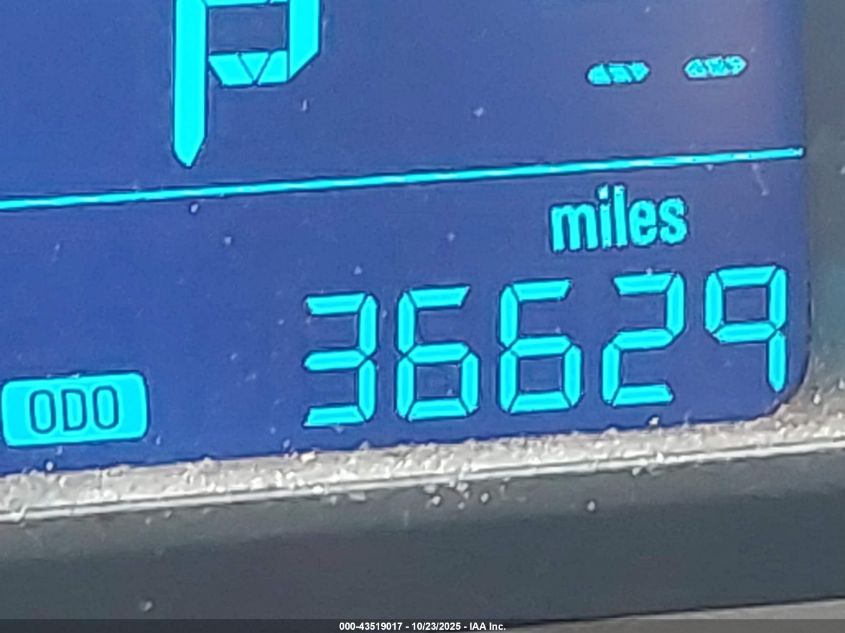 P
-- --
miles
ODO 36629
000-43519017 - 10/23/2025 - IAA Inc.